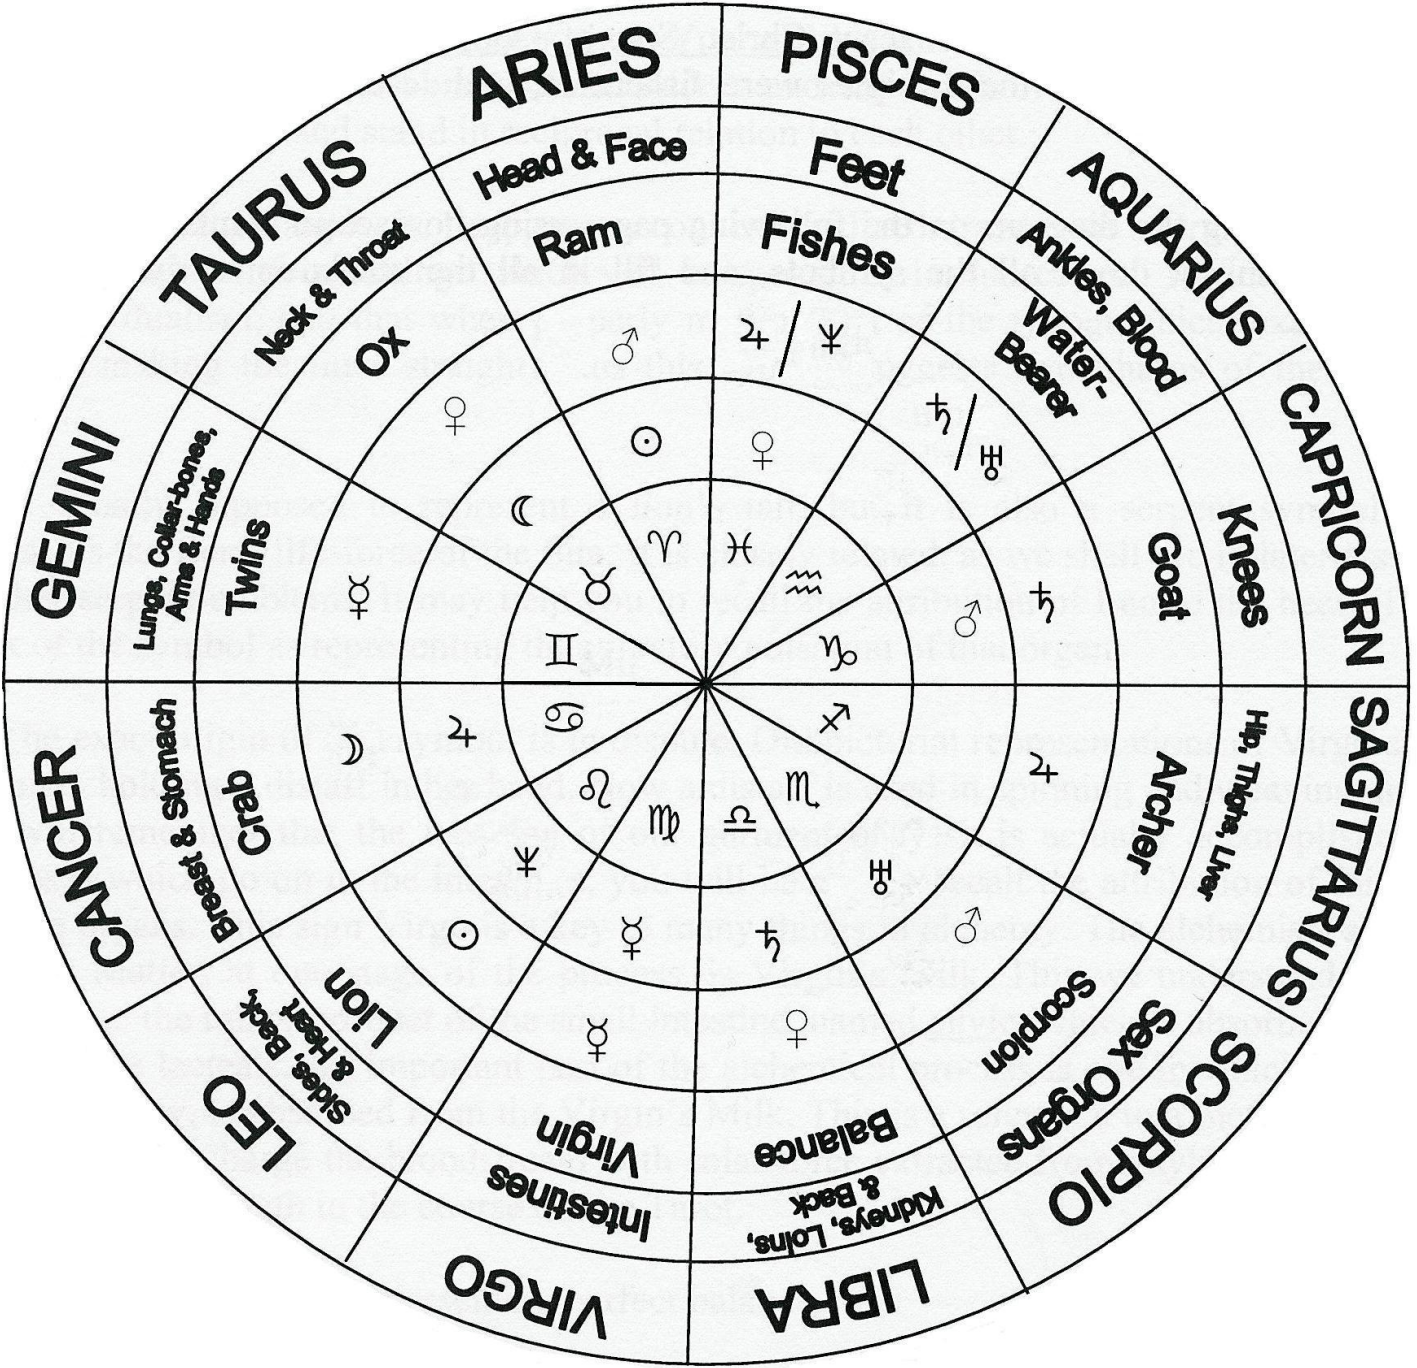 ARIES
Head & Face
Ram
♂
☉
♈
PISCES
Feet
Fishes
♃/♆
♀
♓
AQUARIUS
Ankles, Blood
Water-
Bearer
♄/♅
♒
CAPRICORN
Knees
Goat
♄
♂
♑
SAGITTARIUS
Hip, Thighs, Liver
Archer
♃
♐
SCORPIO
Sex Organs
Scorpion
♂
♅
♏
LIBRA
Kidneys, Loins,
& Back
Balance
♀
♄
♎
VIRGO
Intestines
Virgin
☿
☿
♍
LEO
Sides, Back,
& Heart
Lion
☉
♆
♌
CANCER
Breast & Stomach
Crab
☽
♃
♋
GEMINI
Lungs, Collar-bones,
Arms & Hands
Twins
☿
♊
TAURUS
Neck & Throat
Ox
♀
☾
♉